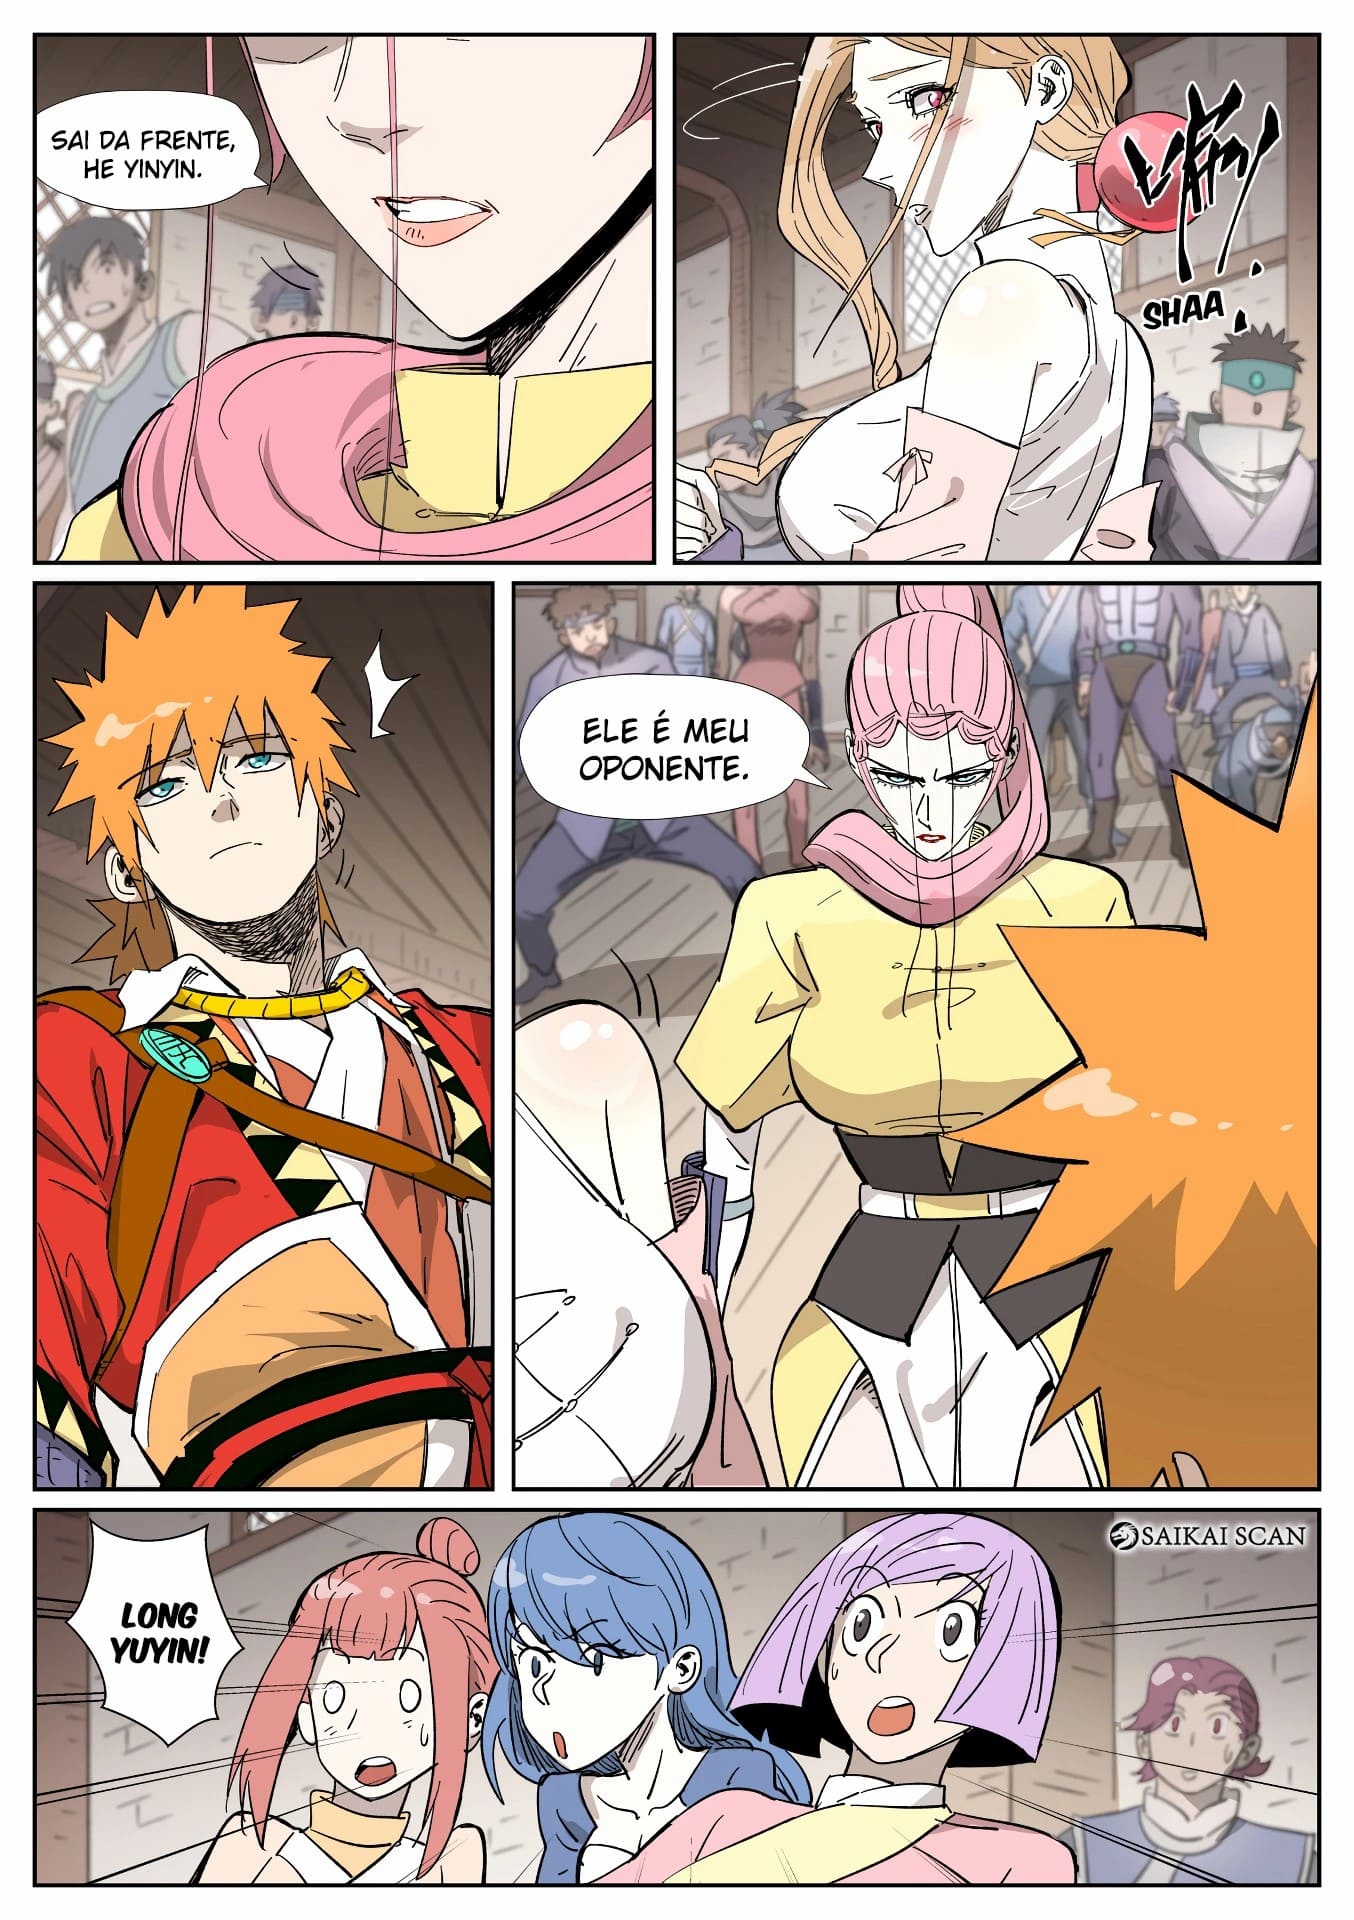 SAI DA FRENTE,
HE YINYIN.
SHAA
ELE É MEU
OPONENTE.
LONG
YUYIN!
SAIKAI SCAN